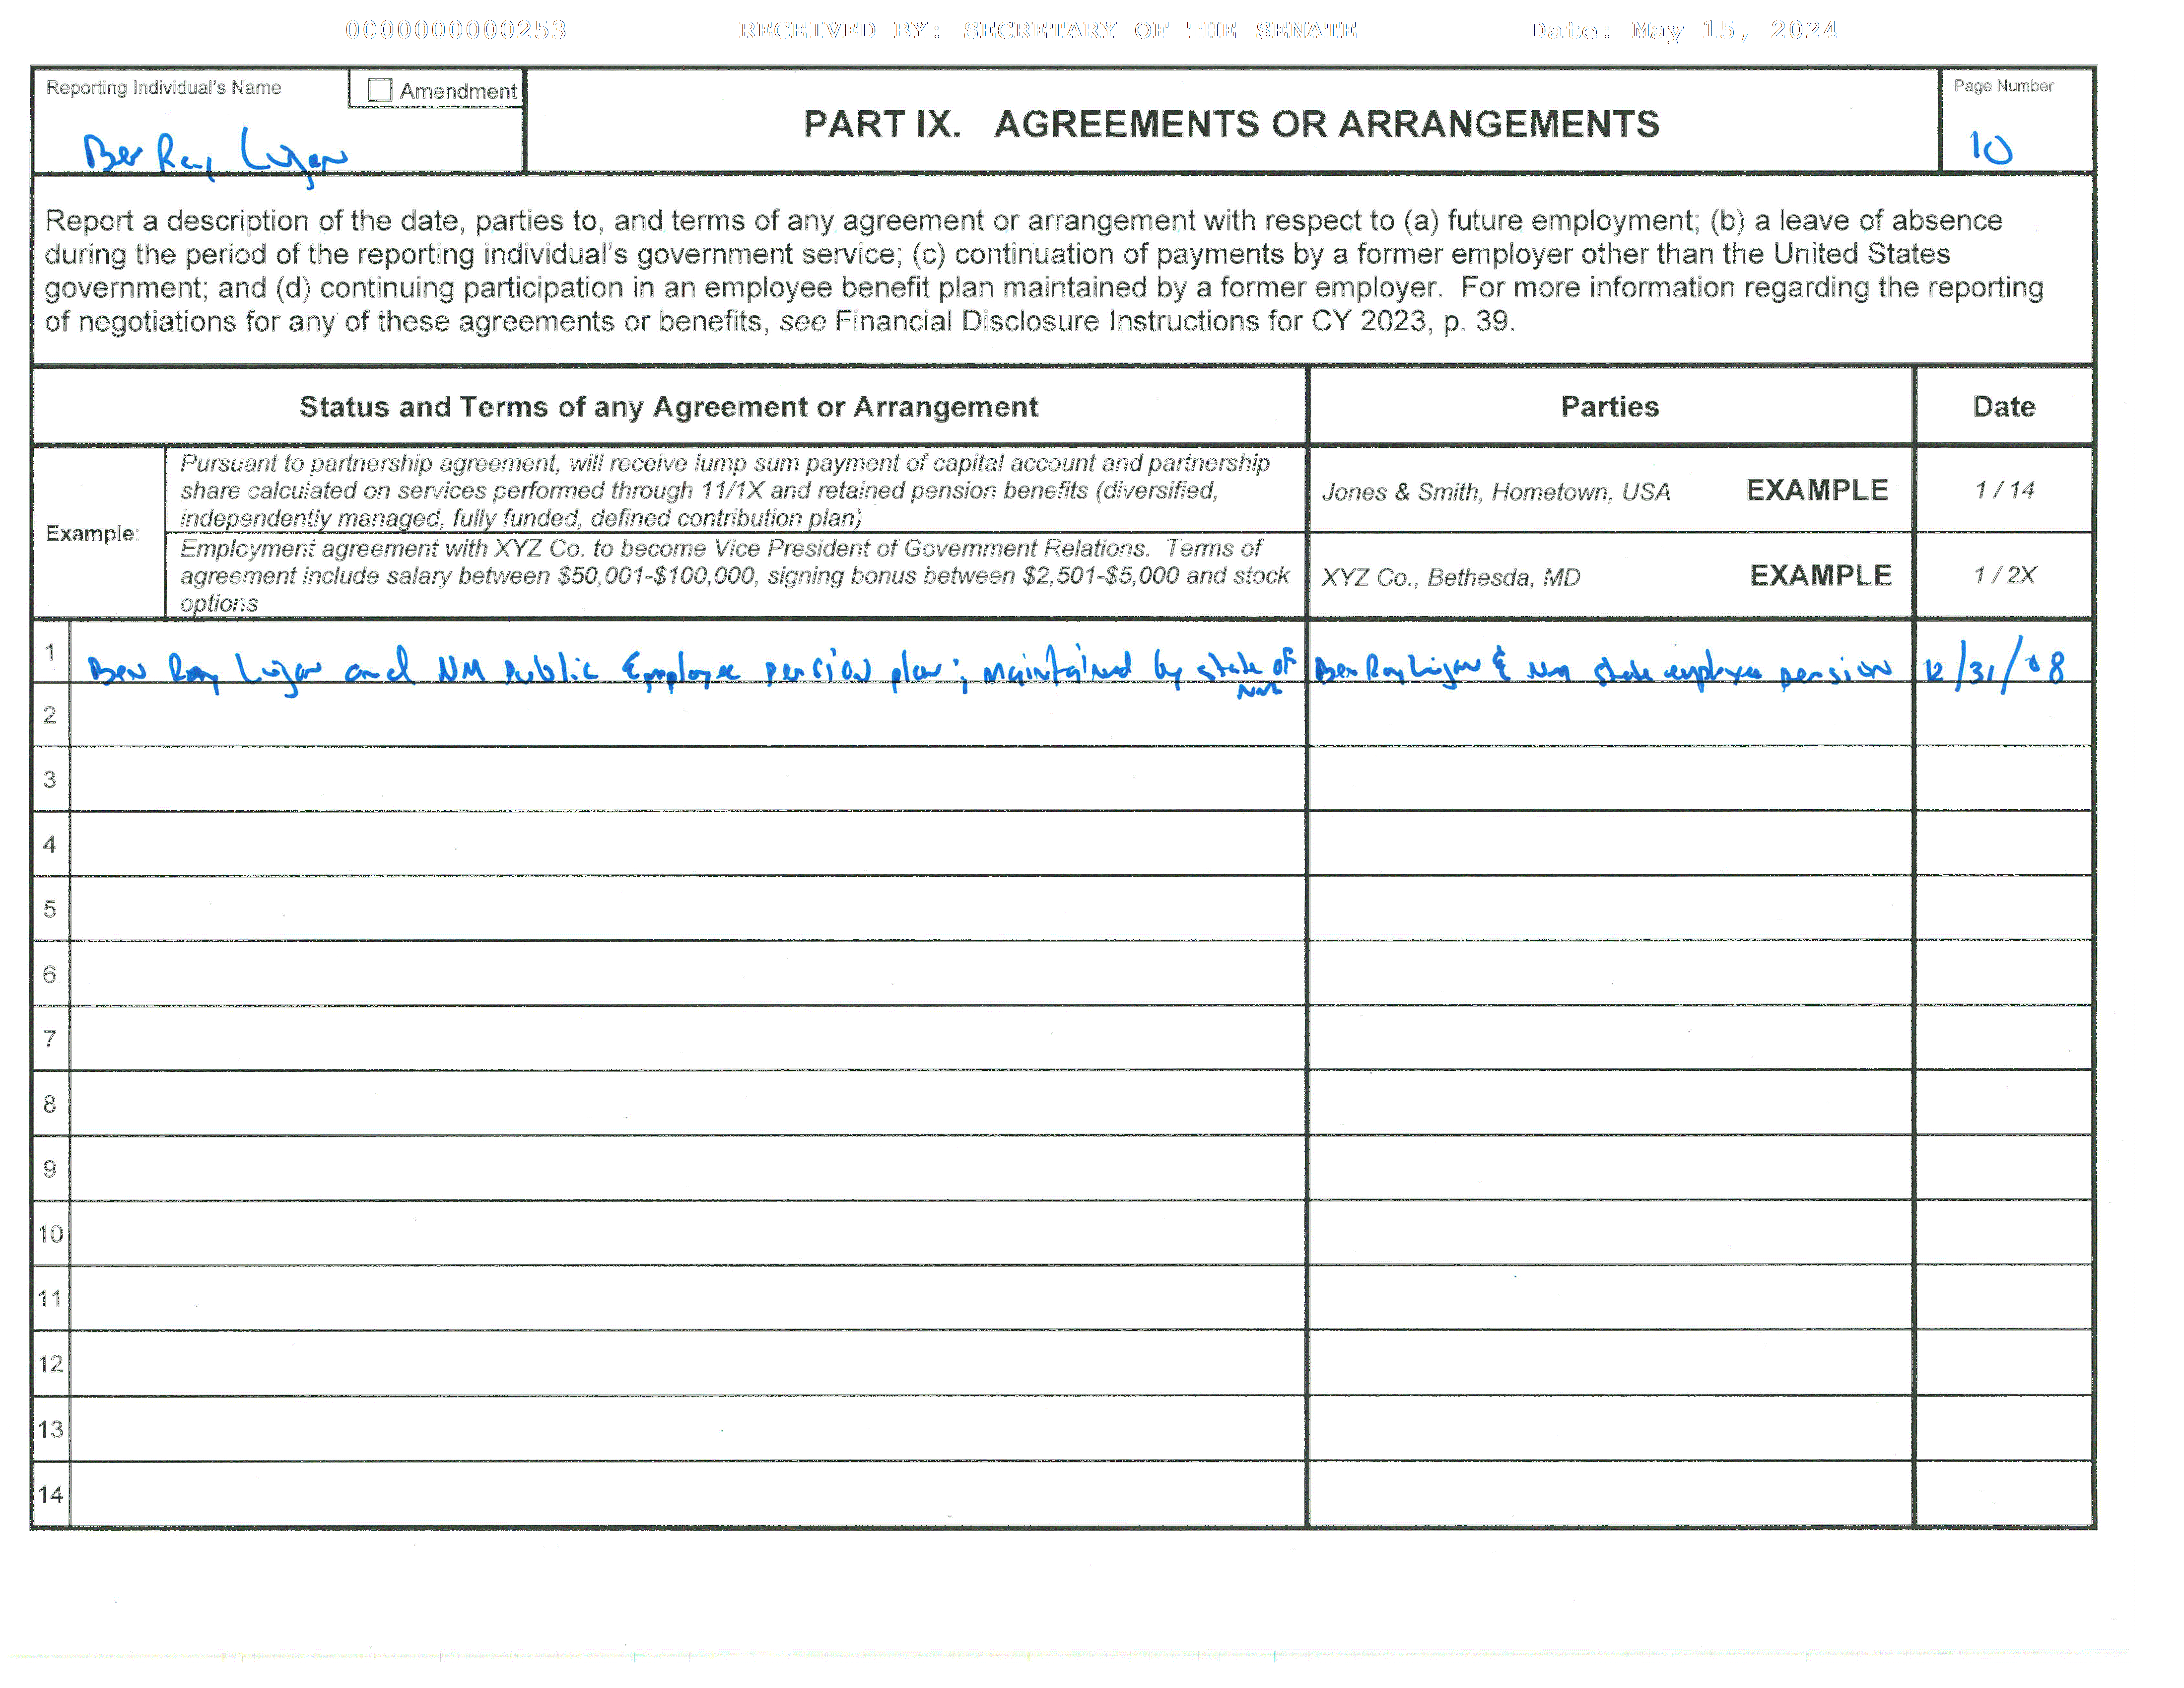 0000000000253 RECEIVED BY: SECRETARY OF THE SENATE Date: May 15, 2024
Reporting Individual's Name
Amendment
Ben Ray Lujan
PART IX. AGREEMENTS OR ARRANGEMENTS
Page Number
10
Report a description of the date, parties to, and terms of any agreement or arrangement with respect to (a) future employment; (b) a leave of absence
during the period of the reporting individual's government service; (c) continuation of payments by a former employer other than the United States
government; and (d) continuing participation in an employee benefit plan maintained by a former employer. For more information regarding the reporting
of negotiations for any of these agreements or benefits, see Financial Disclosure Instructions for CY 2023, p. 39.
Status and Terms of any Agreement or Arrangement Parties Date
Example:
Pursuant to partnership agreement, will receive lump sum payment of capital account and partnership
share calculated on services performed through 11/1X and retained pension benefits (diversified,
independently managed, fully funded, defined contribution plan)
Jones & Smith, Hometown, USA EXAMPLE 1 / 14
Employment agreement with XYZ Co. to become Vice President of Government Relations. Terms of
agreement include salary between $50,001-$100,000, signing bonus between $2,501-$5,000 and stock
options
XYZ Co., Bethesda, MD EXAMPLE 1 / 2X
1 Ben Ray Lujan and NM Public Employee pension plan; maintained by state of NM Ben Ray Lujan & NM State employee pension 12/31/08
2
3
4
5
6
7
8
9
10
11
12
13
14